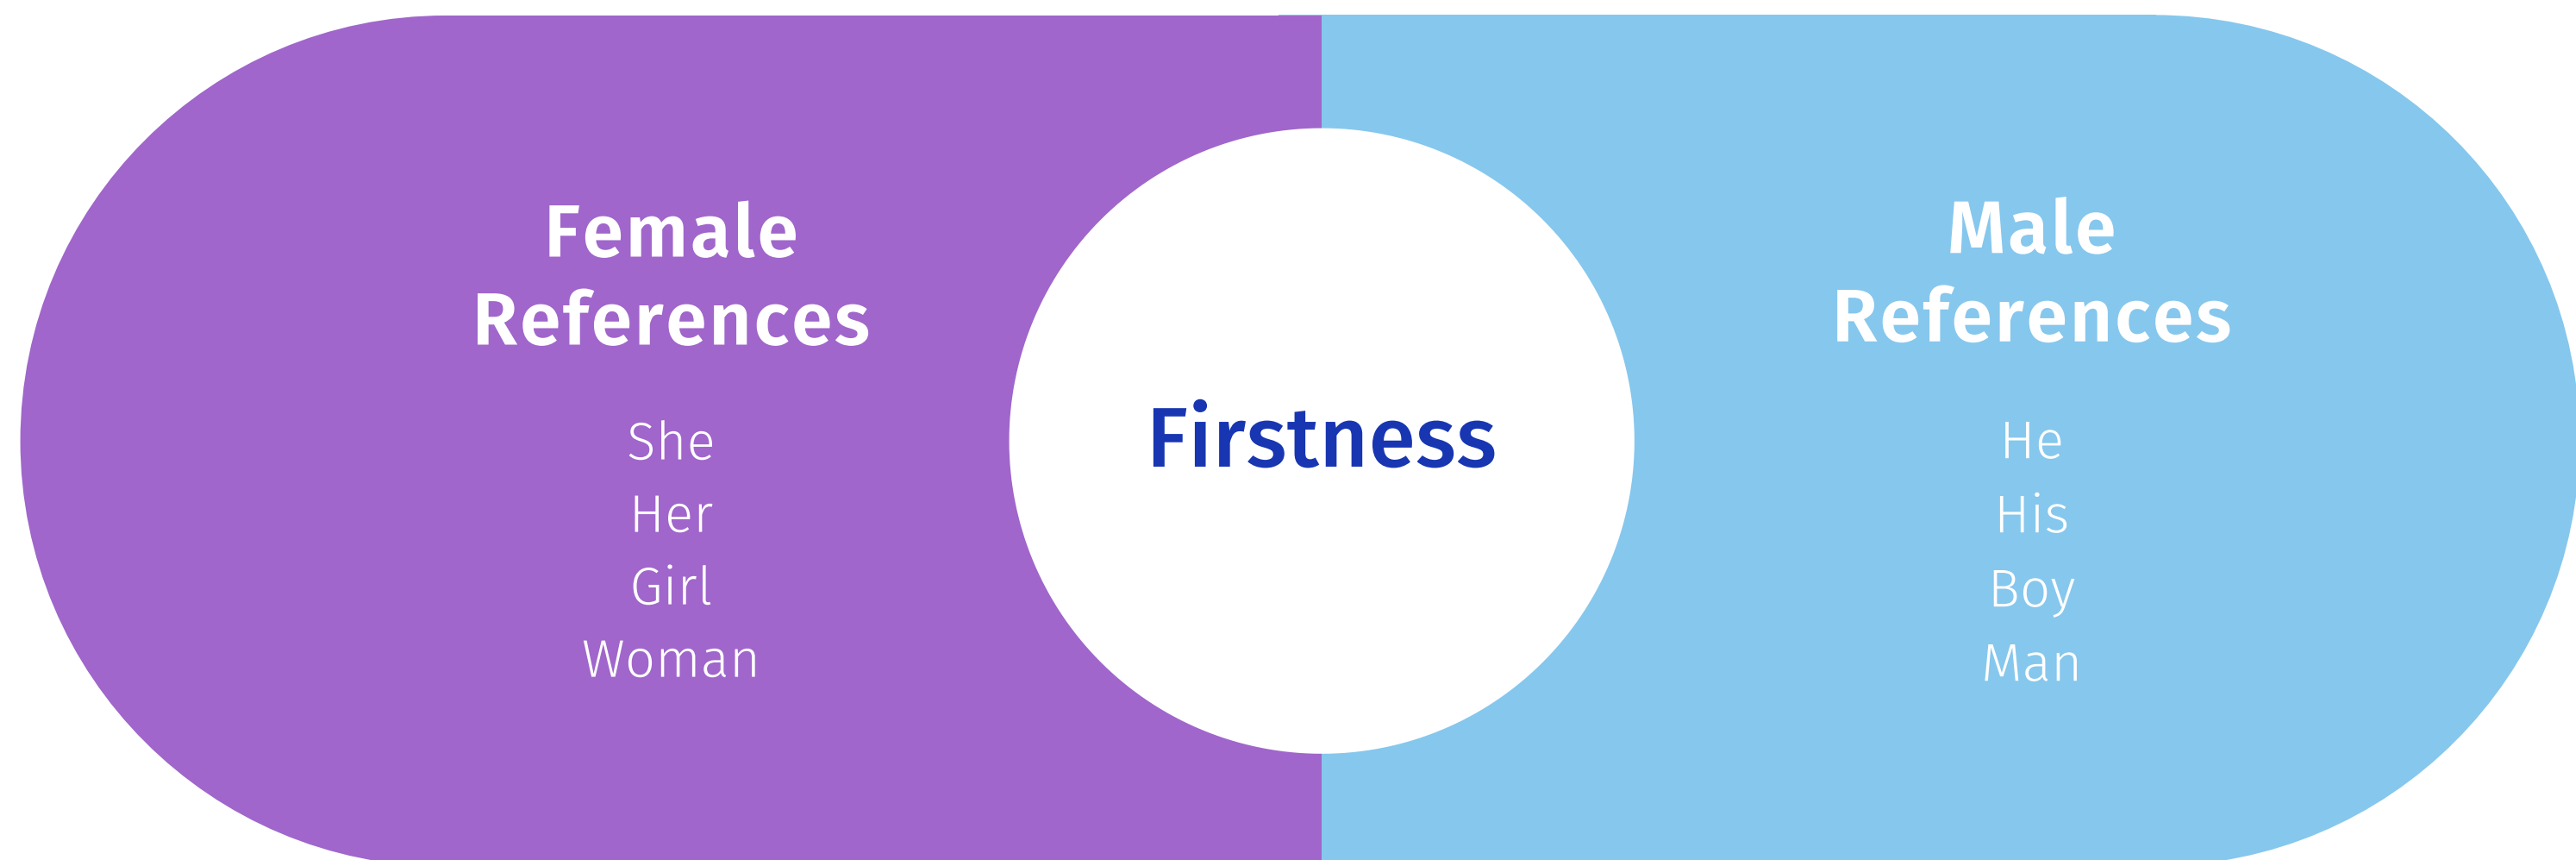 Female
References
She
Her
Girl
Woman
Firstness
Male
References
He
His
Boy
Man